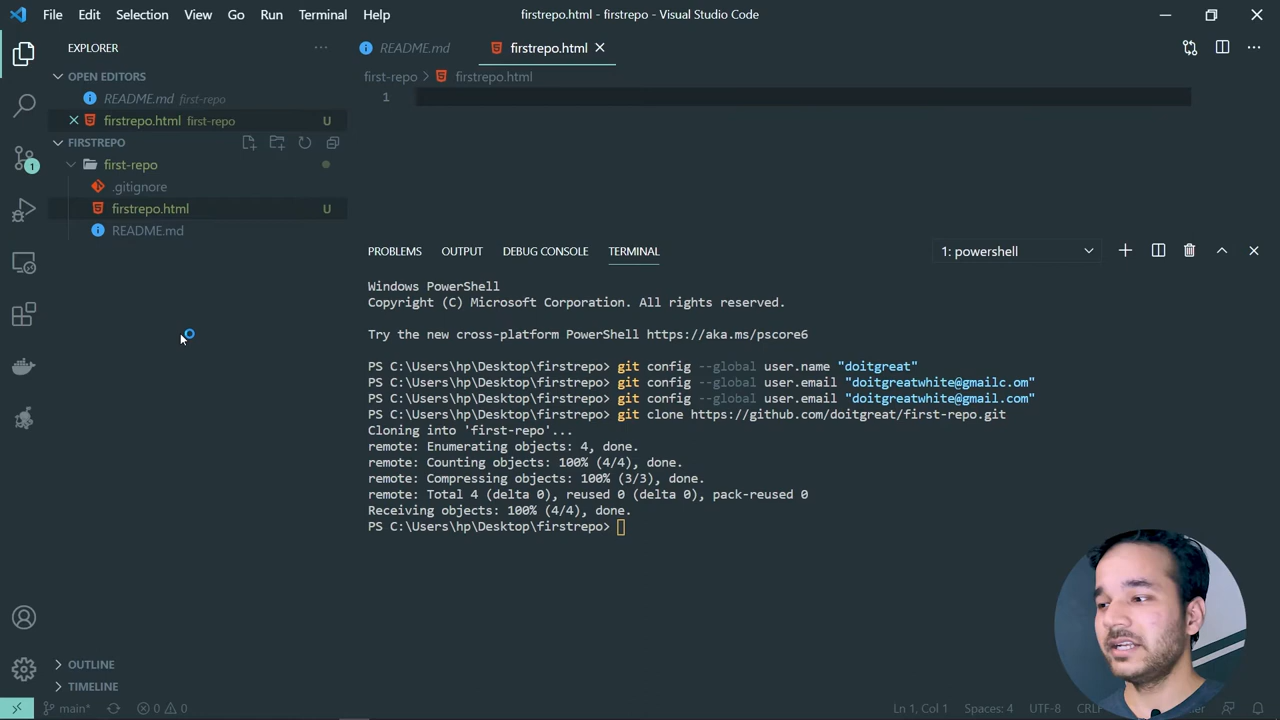 File Edit Selection View Go Run Terminal Help
firstrepo.html - firstrepo - Visual Studio Code
EXPLORER
README.md
firstrepo.html
OPEN EDITORS
README.md first-repo
firstrepo.html first-repo U
first-repo > firstrepo.html
1
FIRSTREPO
first-repo
.gitignore
firstrepo.html U
README.md
1
PROBLEMS OUTPUT DEBUG CONSOLE TERMINAL
1: powershell
Windows PowerShell
Copyright (C) Microsoft Corporation. All rights reserved.
Try the new cross-platform PowerShell https://aka.ms/pscore6
PS C:\Users\hp\Desktop\firstrepo> git config --global user.name "doitgreat"
PS C:\Users\hp\Desktop\firstrepo> git config --global user.email "doitgreatwhite@gmailc.om"
PS C:\Users\hp\Desktop\firstrepo> git config --global user.email "doitgreatwhite@gmail.com"
PS C:\Users\hp\Desktop\firstrepo> git clone https://github.com/doitgreat/first-repo.git
Cloning into 'first-repo'...
remote: Enumerating objects: 4, done.
remote: Counting objects: 100% (4/4), done.
remote: Compressing objects: 100% (3/3), done.
remote: Total 4 (delta 0), reused 0 (delta 0), pack-reused 0
Receiving objects: 100% (4/4), done.
PS C:\Users\hp\Desktop\firstrepo>
OUTLINE
TIMELINE
main* 0 0
Ln 1, Col 1 Spaces: 4 UTF-8